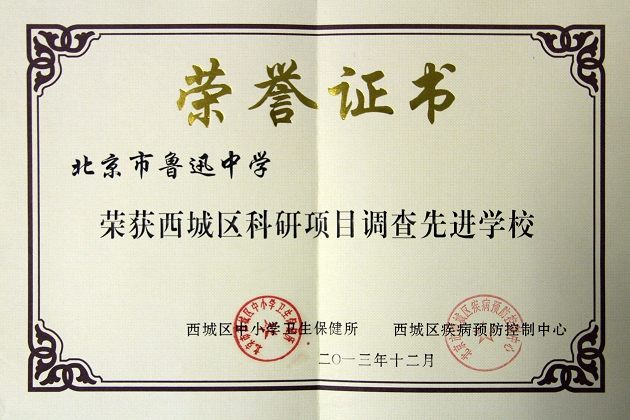 荣誉证书
北京市鲁迅中学
荣获西城区科研项目调查先进学校
西城区中小学卫生保健所 西城区疾病预防控制中心
二〇一三年十二月